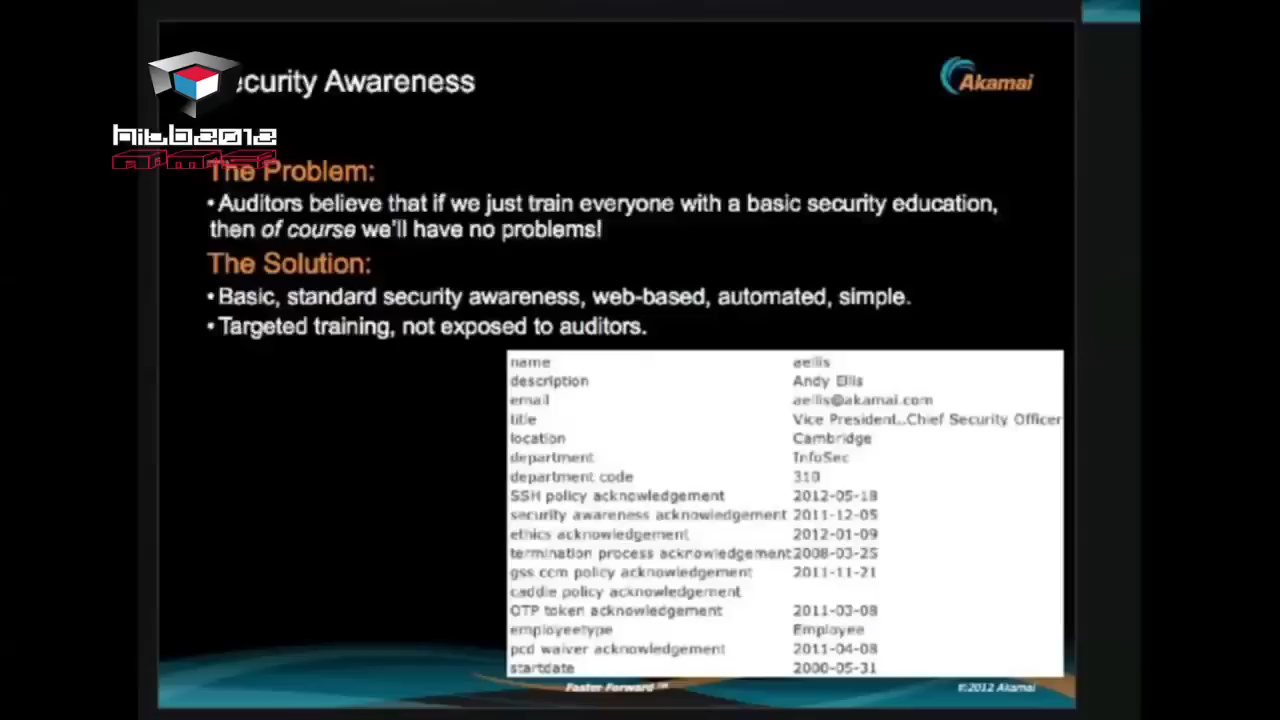 ecurity Awareness
Akamai
hitb2012
The Problem:
•Auditors believe that if we just train everyone with a basic security education,
then of course we'll have no problems!
The Solution:
•Basic, standard security awareness, web-based, automated, simple.
•Targeted training, not exposed to auditors.
name aellis
description Andy Ellis
email aellis@akamai.com
title Vice President..Chief Security Officer
location Cambridge
department InfoSec
department code 310
SSH policy acknowledgement 2012-05-18
security awareness acknowledgement 2011-12-05
ethics acknowledgement 2012-01-09
termination process acknowledgement 2008-03-25
gss ccm policy acknowledgement 2011-11-21
caddie policy acknowledgement
OTP token acknowledgement 2011-03-08
employeetype Employee
pcd waiver acknowledgement 2011-04-08
startdate 2000-05-31
Faster Forward™
©2012 Akamai